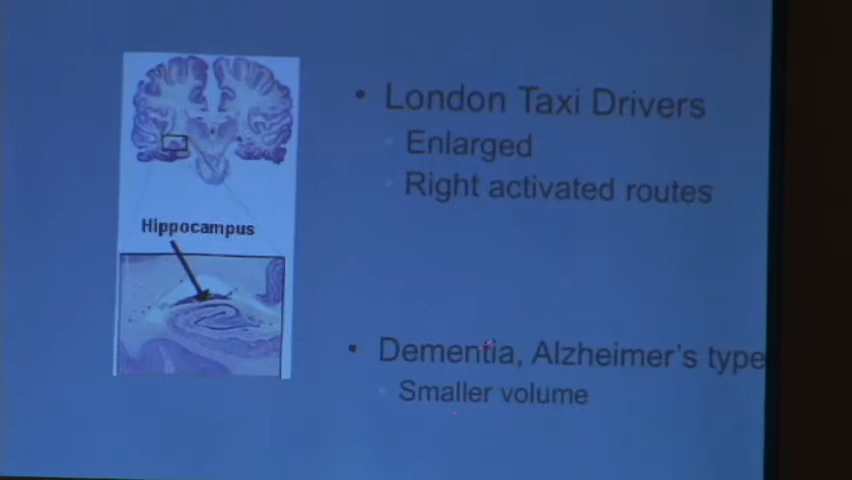 Hippocampus
• London Taxi Drivers
Enlarged
Right activated routes
• Dementia, Alzheimer's type
Smaller volume